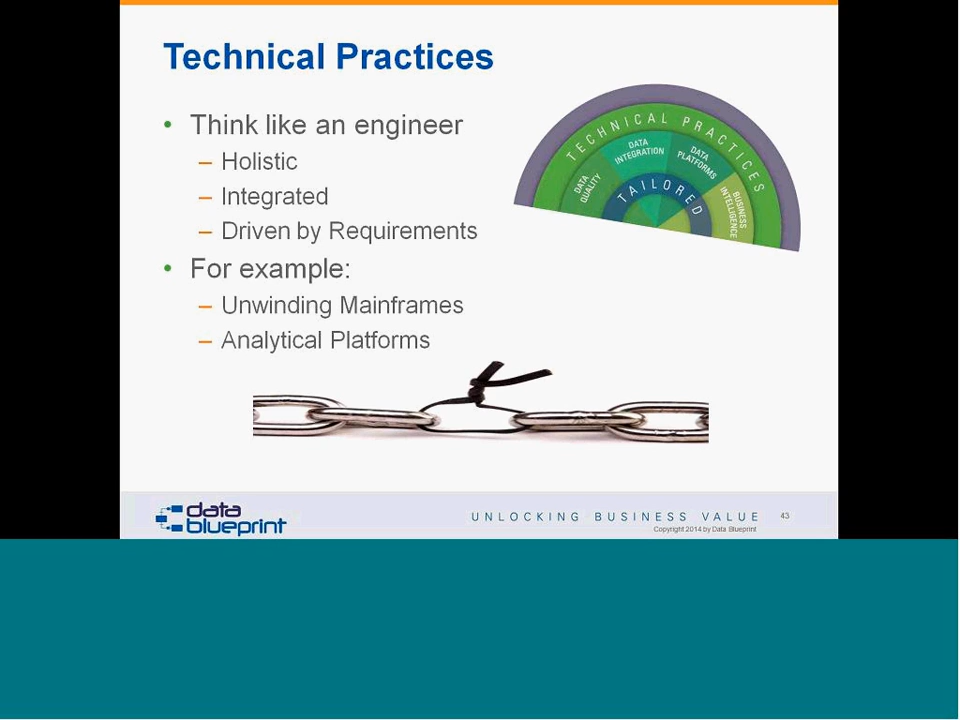 Technical Practices
• Think like an engineer
– Holistic
– Integrated
– Driven by Requirements
• For example:
– Unwinding Mainframes
– Analytical Platforms
TECHNICAL PRACTICES
DATA
QUALITY
DATA
INTEGRATION
DATA
PLATFORMS
BUSINESS
INTELLIGENCE
TAILORED
data
blueprint
UNLOCKING BUSINESS VALUE
43
Copyright 2014 by Data Blueprint